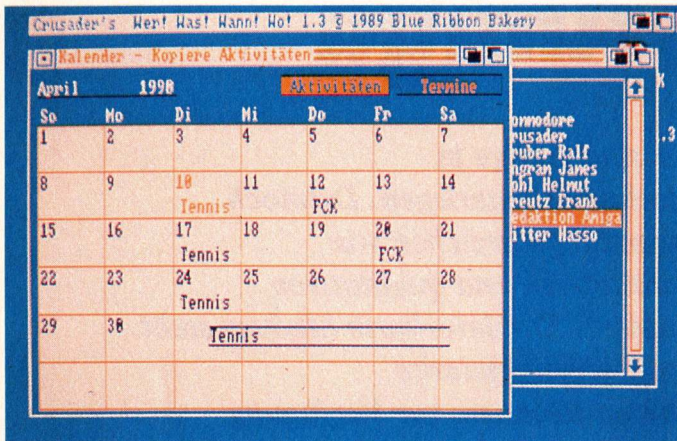 Crusader's Wer! Was! Wann! Wo! 1.3 © 1989 Blue Ribbon Bakery
Kalender - Kopiere Aktivitäten
April 1990 Aktivitäten Termine
So Mo Di Mi Do Fr Sa
1 2 3 4 5 6 7
8 9 10 11 12 13 14
Tennis FCK
15 16 17 18 19 20 21
Tennis FCK
22 23 24 25 26 27 28
Tennis
29 30
Tennis
K
.3
ommodore
rusader
ruber Ralf
ngram James
ohl Helmut
reutz Frank
edaktion Amiga
itter Hasso